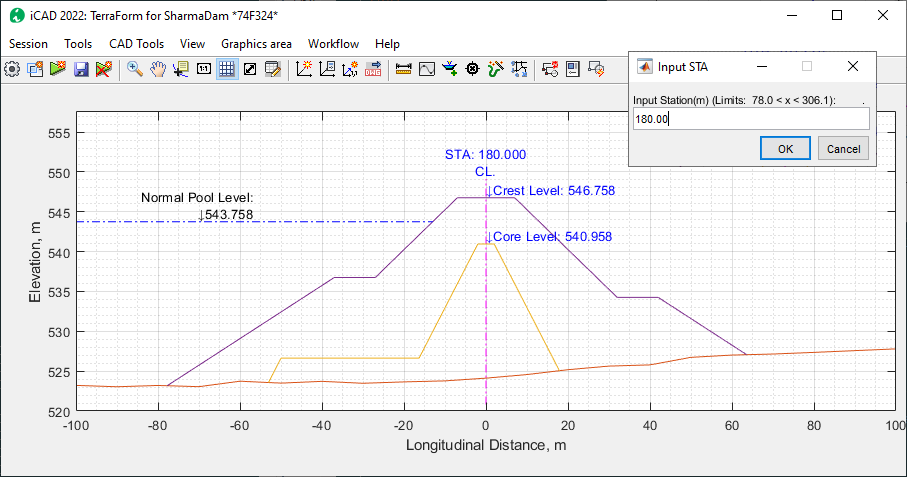 iCAD 2022: TerraForm for SharmaDam *74F324*
Session Tools CAD Tools View Graphics area Workflow Help
1:1
Input STA
Input Station(m) (Limits: 78.0 < x < 306.1): .
180.00
OK Cancel
STA: 180.000
CL.
Normal Pool Level:
↓543.758
↓Crest Level: 546.758
↓Core Level: 540.958
Elevation, m
555
550
545
540
535
530
525
520
-100 -80 -60 -40 -20 0 20 40 60 80 100
Longitudinal Distance, m